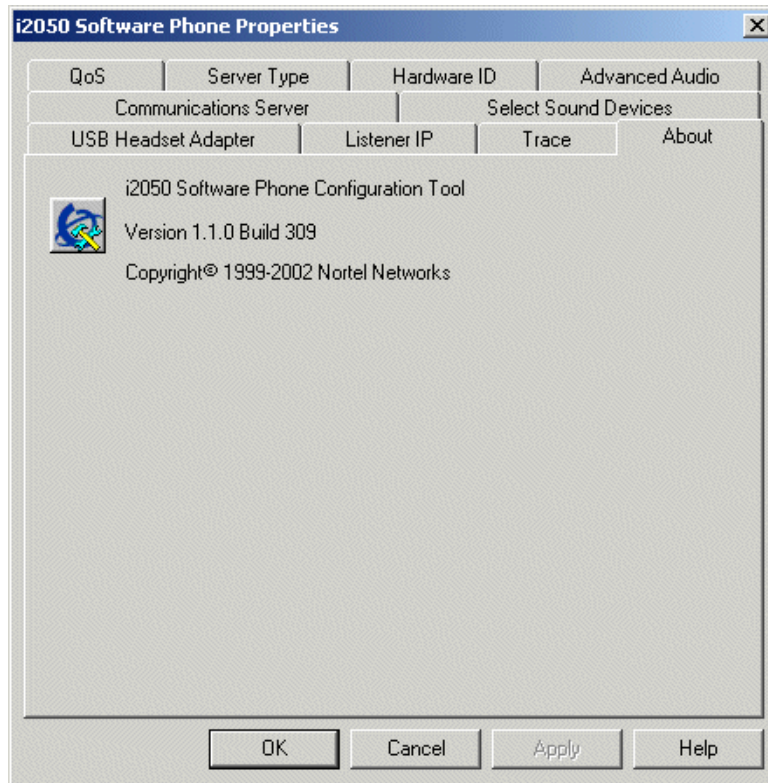 i2050 Software Phone Properties
QoS Server Type Hardware ID Advanced Audio
Communications Server Select Sound Devices
USB Headset Adapter Listener IP Trace About
i2050 Software Phone Configuration Tool
Version 1.1.0 Build 309
Copyright© 1999-2002 Nortel Networks
OK Cancel Apply Help